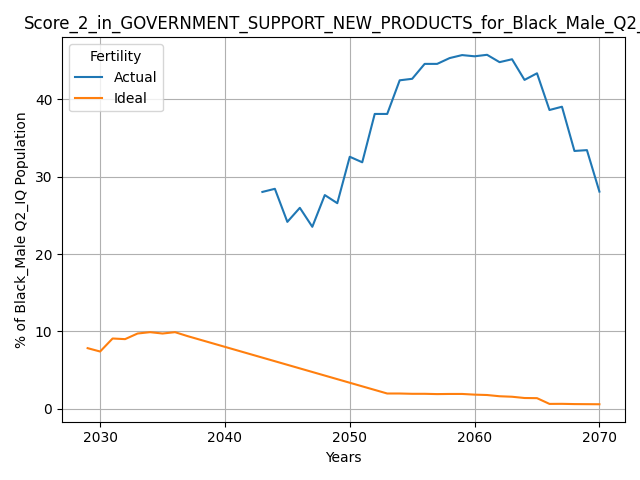 Score_2_in_GOVERNMENT_SUPPORT_NEW_PRODUCTS_for_Black_Male_Q2_
Fertility
Actual
Ideal
% of Black_Male Q2_IQ Population
40
30
20
10
0
2030 2040 2050 2060 2070
Years